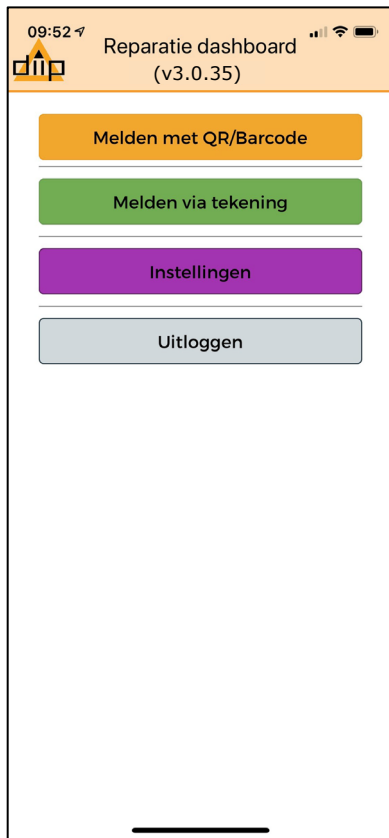 09:52
diip
Reparatie dashboard
(v3.0.35)
Melden met QR/Barcode
Melden via tekening
Instellingen
Uitloggen